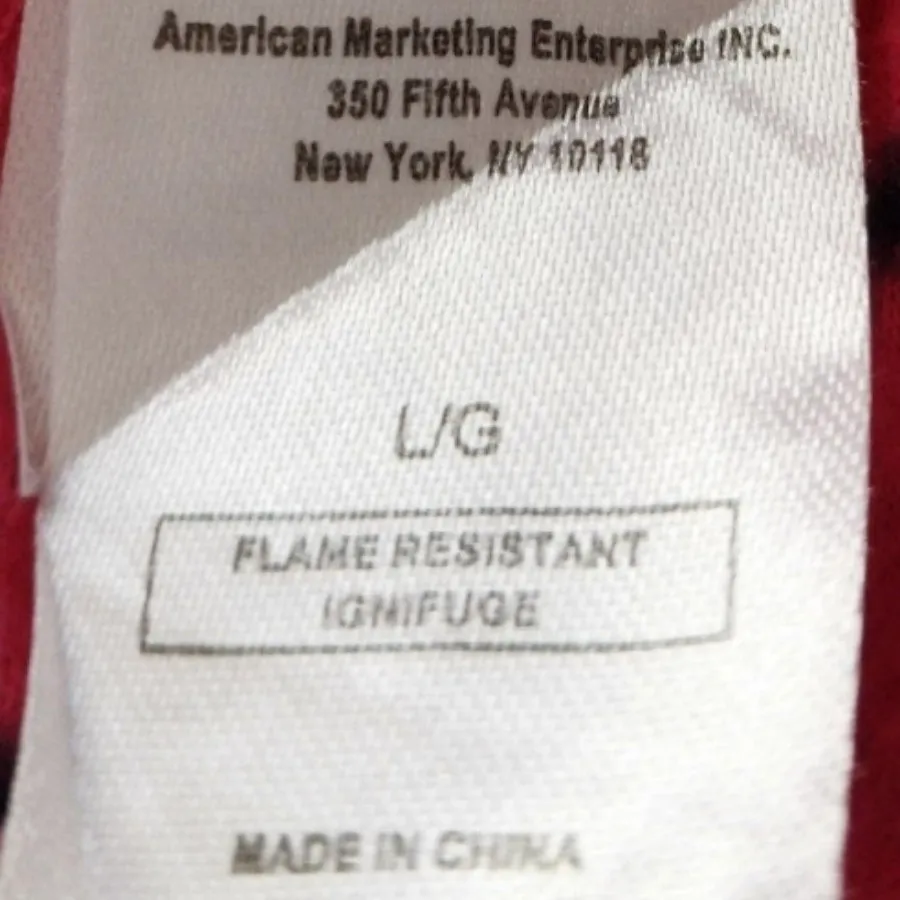 American Marketing Enterprise INC.
350 Fifth Avenue
New York, NY 10118
L/G
FLAME RESISTANT
IGNIFUGE
MADE IN CHINA